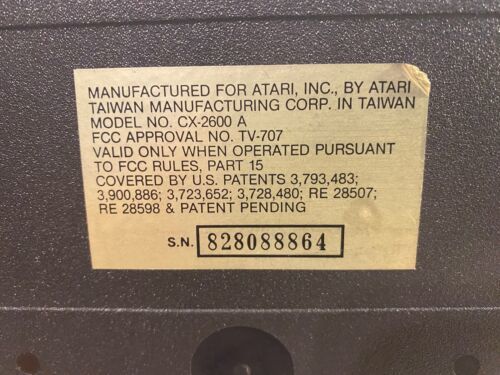 MANUFACTURED FOR ATARI, INC., BY ATARI
TAIWAN MANUFACTURING CORP. IN TAIWAN
MODEL NO. CX-2600 A
FCC APPROVAL NO. TV-707
VALID ONLY WHEN OPERATED PURSUANT
TO FCC RULES, PART 15
COVERED BY U.S. PATENTS 3,793,483;
3,900,886; 3,723,652; 3,728,480; RE 28507;
RE 28598 & PATENT PENDING
S.N. 828088864